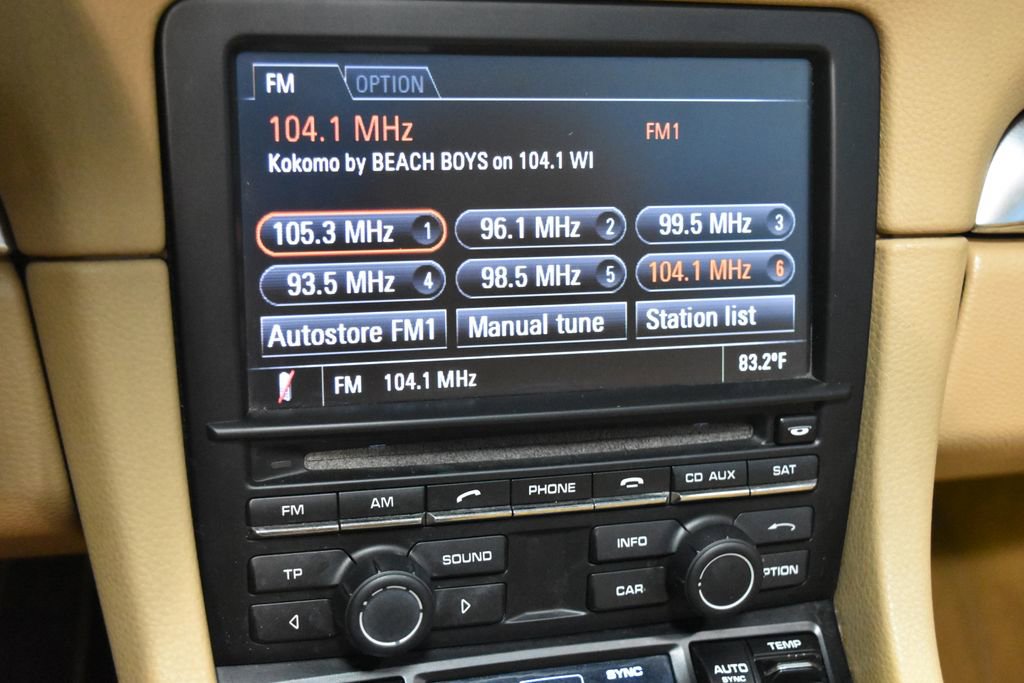 FM OPTION
104.1 MHz FM1
Kokomo by BEACH BOYS on 104.1 WI
105.3 MHz 1 96.1 MHz 2 99.5 MHz 3
93.5 MHz 4 98.5 MHz 5 104.1 MHz 6
Autostore FM1 Manual tune Station list
FM 104.1 MHz 83.2°F
FM AM PHONE CD AUX SAT
TP SOUND INFO
CAR PTION
SYNC AUTO SYNC TEMP